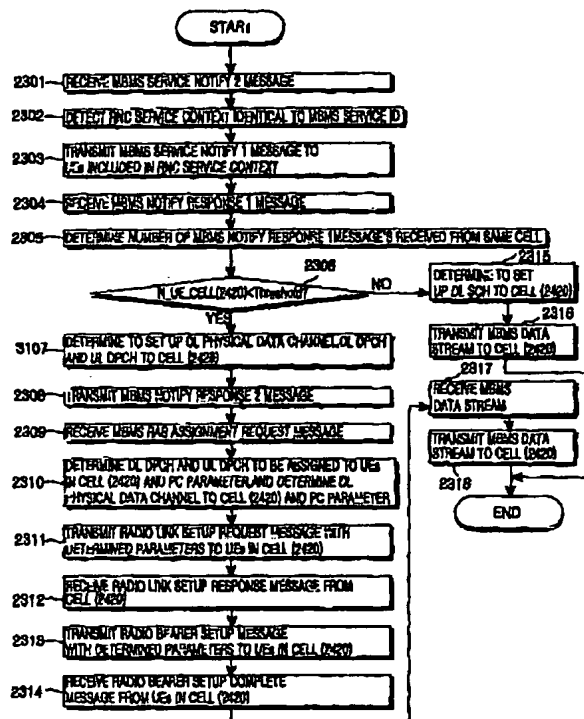 START
2301 RECEIVE MBMS SERVICE NOTIFY 2 MESSAGE
2302 DETECT RNC SERVICE CONTEXT IDENTICAL TO MBMS SERVICE ID
2303 TRANSMIT MBMS SERVICE NOTIFY 1 MESSAGE TO
UEs INCLUDED IN RNC SERVICE CONTEXT
2304 RECEIVE MBMS NOTIFY RESPONSE 1 MESSAGE
2305 DETERMINE NUMBER OF MBMS NOTIFY RESPONSE 1 MESSAGE'S RECEIVED FROM SAME CELL
2306
N_UE_CELL(2420)<Threshold?
NO
YES
3107 DETERMINE TO SET UP DL PHYSICAL DATA CHANNEL, DL DPCH
AND UL DPCH TO CELL (2420)
2308 TRANSMIT MBMS NOTIFY RESPONSE 2 MESSAGE
2309 RECEIVE MBMS RAB ASSIGNMENT REQUEST MESSAGE
2310 DETERMINE DL DPCH AND UL DPCH TO BE ASSIGNED TO UEs
IN CELL (2420) AND PC PARAMETER, AND DETERMINE DL
PHYSICAL DATA CHANNEL TO CELL (2420) AND PC PARAMETER
2311 TRANSMIT RADIO LINK SETUP REQUEST MESSAGE WITH
DETERMINED PARAMETERS TO UEs IN CELL (2420)
2312 RECEIVE RADIO LINK SETUP RESPONSE MESSAGE FROM
CELL (2420)
2313 TRANSMIT RADIO BEARER SETUP MESSAGE
WITH DETERMINED PARAMETERS TO UEs IN CELL (2420)
2314 RECEIVE RADIO BEARER SETUP COMPLETE
MESSAGE FROM UEs IN CELL (2420)
2315
DETERMINE TO SET
UP DL SCH TO CELL (2420)
2316
TRANSMIT MBMS DATA
STREAM TO CELL (2420)
2317
RECEIVE MBMS
DATA STREAM
TRANSMIT MBMS DATA
STREAM TO CELL (2420)
2318
END